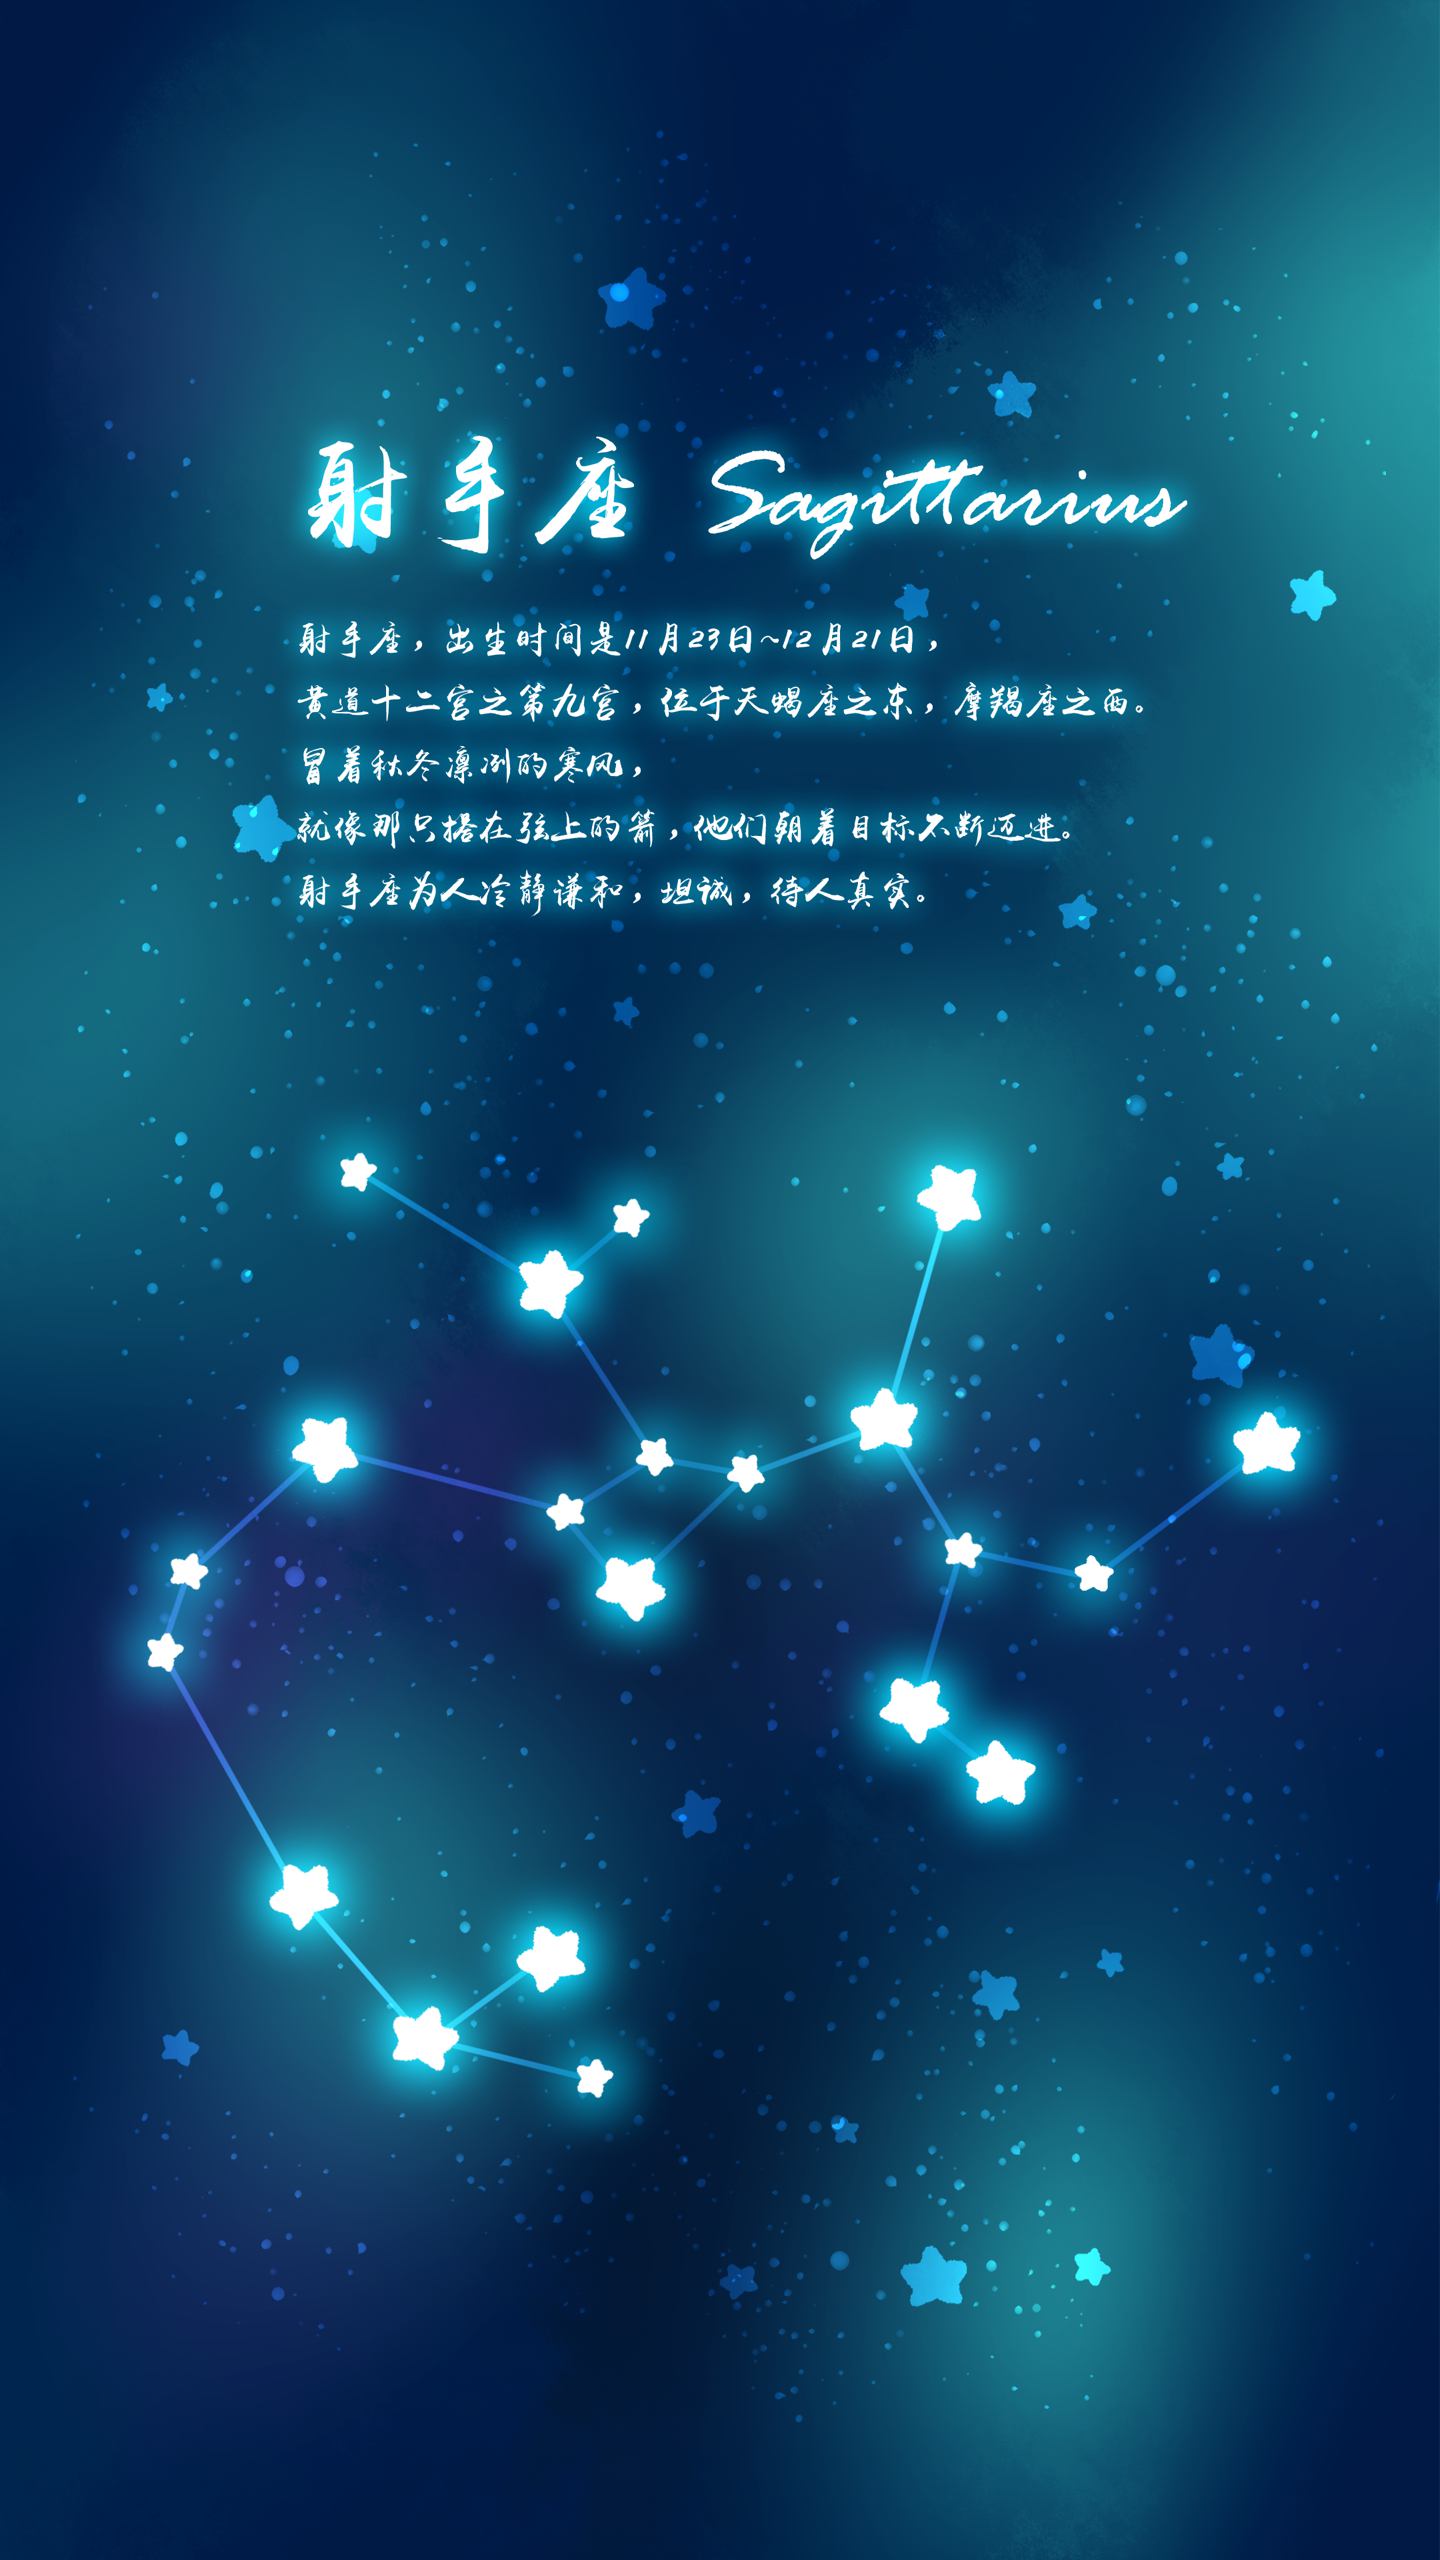 射手座 Sagittarius
射手座，出生时间是11月23日~12月21日，
黄道十二宫之第九宫，位于天蝎座之东，摩羯座之西。
冒着秋冬凛冽的寒风，
就像那只搭在弦上的箭，他们朝着目标不断迈进。
射手座为人冷静谦和，坦诚，待人真实。